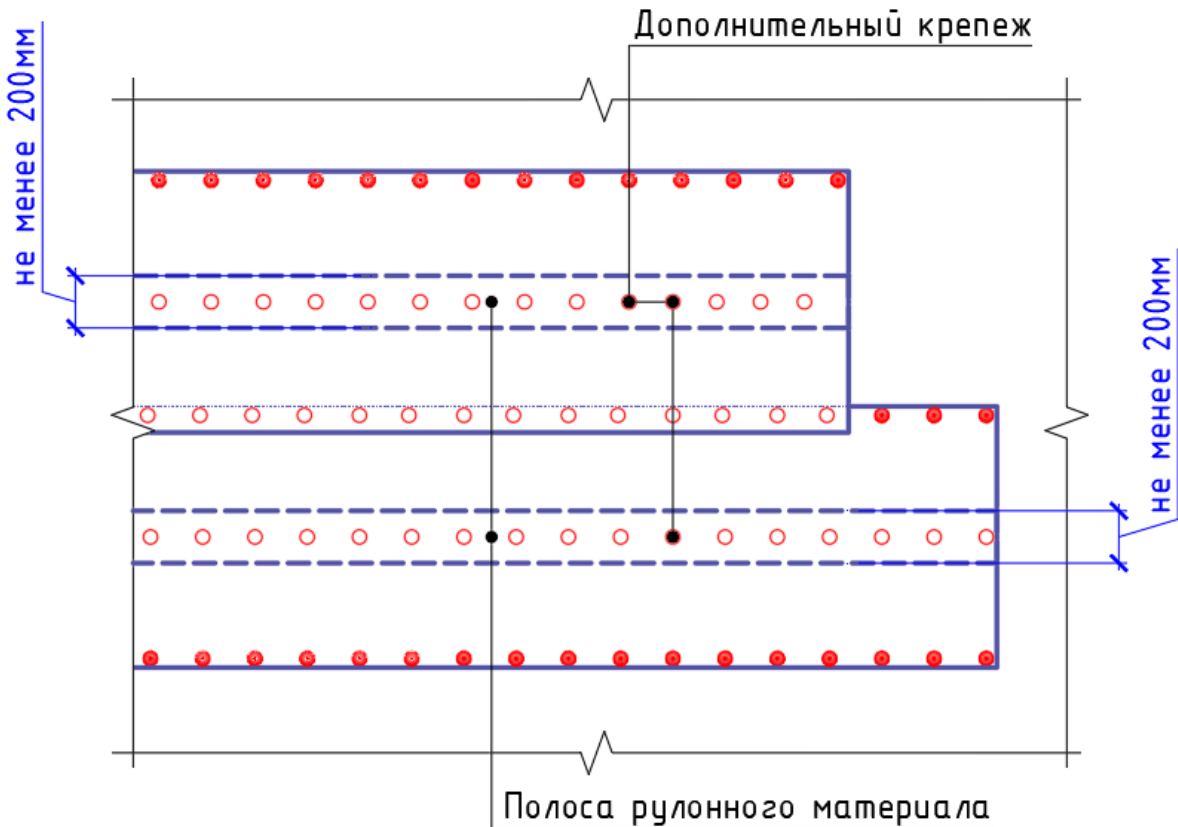 Дополнительный крепеж
не менее 200мм
не менее 200мм
Полоса рулонного материала